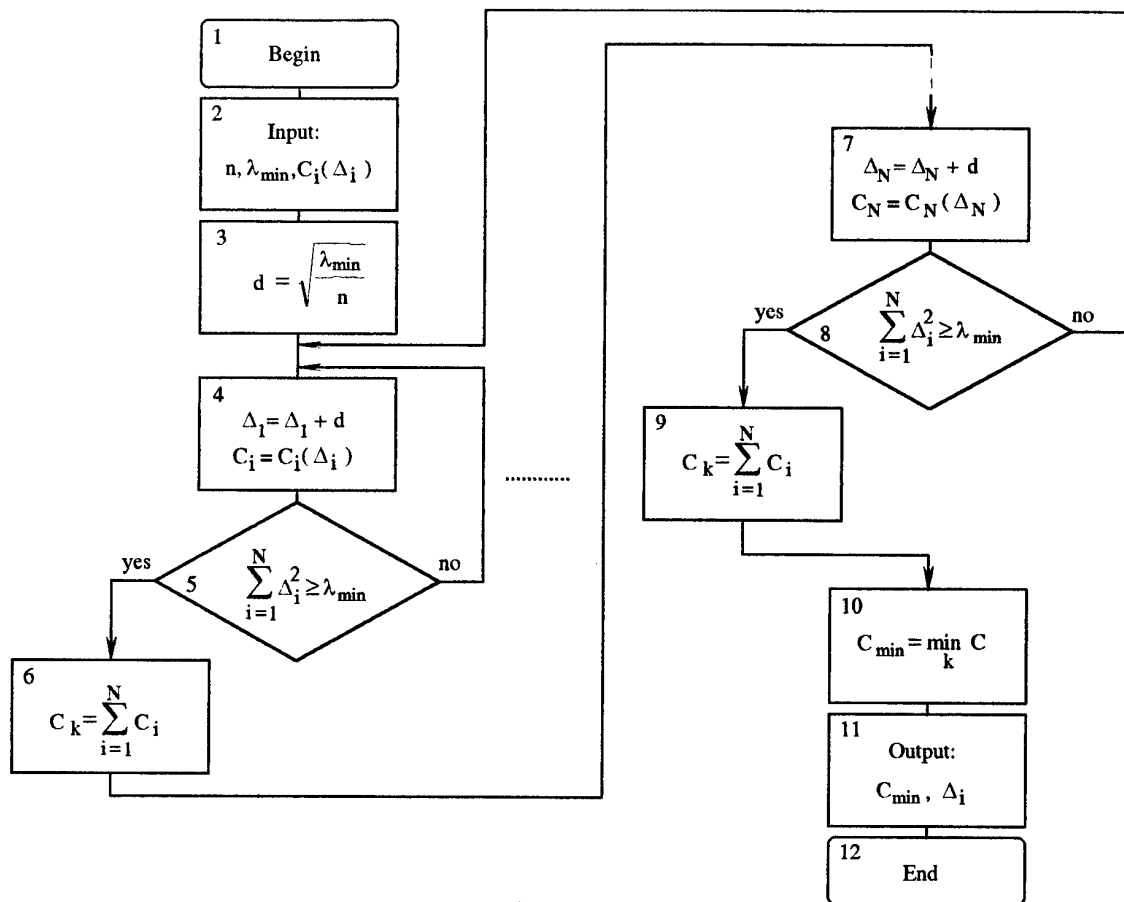 1
Begin
2
Input:
n, λmin, Ci(Δi)
3
d = √(λmin / n)
4
Δ1 = Δ1 + d
Ci = Ci(Δi)
yes
5
N
∑ Δi² ≥ λmin
i=1
no
6
N
Ck = ∑ Ci
i=1
............
7
ΔN = ΔN + d
CN = CN(ΔN)
yes
8
N
∑ Δi² ≥ λmin
i=1
no
9
N
Ck = ∑ Ci
i=1
10
Cmin = min C
k
11
Output:
Cmin, Δi
12
End